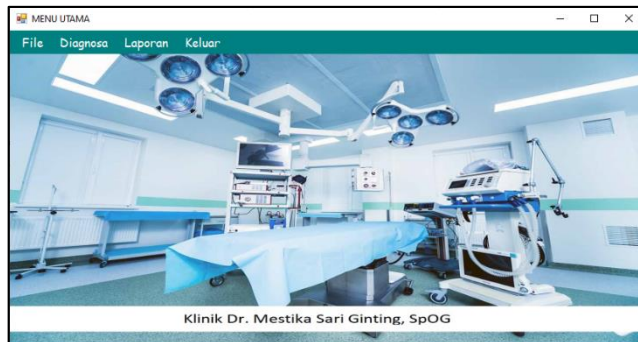 MENU UTAMA
File Diagnosa Laporan Keluar
Klinik Dr. Mestika Sari Ginting, SpOG